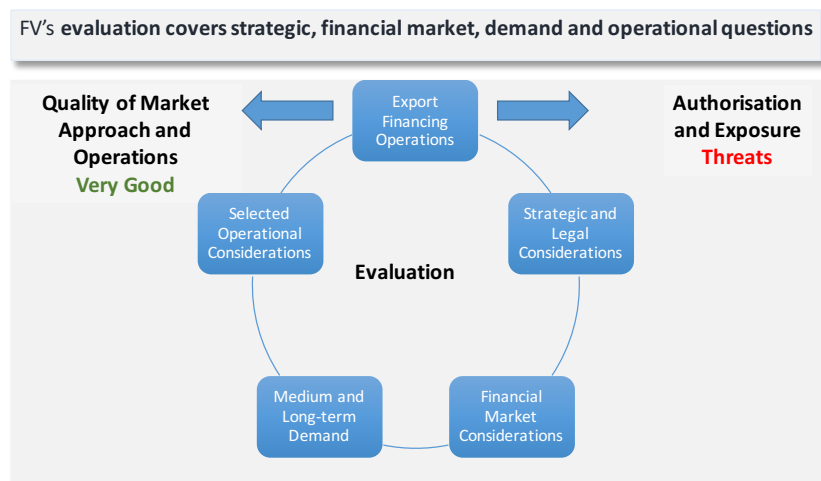 FV's evaluation covers strategic, financial market, demand and operational questions
Quality of Market
Approach and
Operations
Very Good
Export
Financing
Operations
Authorisation
and Exposure
Threats
Selected
Operational
Considerations
Strategic and
Legal
Considerations
Evaluation
Medium and
Long-term
Demand
Financial
Market
Considerations